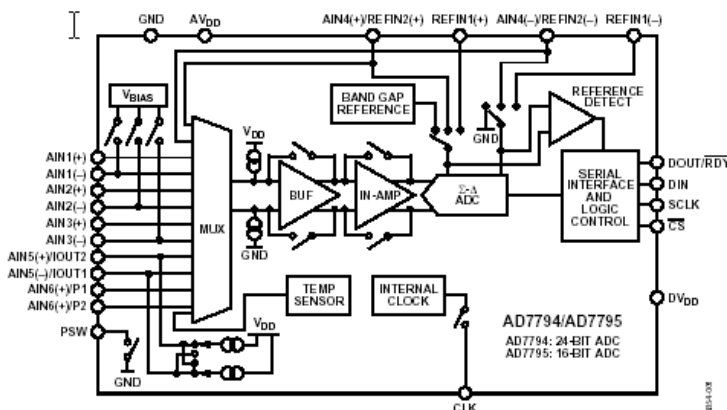 GND
AVDD
AIN4(+)/REFIN2(+)
REFIN1(+)
AIN4(–)/REFIN2(–)
REFIN1(–)
VBIAS
BAND GAP
REFERENCE
GND
REFERENCE
DETECT
VDD
AIN1(+)
AIN1(–)
AIN2(+)
AIN2(–)
AIN3(+)
AIN3(–)
AIN5(+)/IOUT2
AIN5(–)/IOUT1
AIN6(+)/P1
AIN6(+)/P2
PSW
MUX
BUF
IN-AMP
Σ-Δ
ADC
SERIAL
INTERFACE
AND
LOGIC
CONTROL
DOUT/RDY
DIN
SCLK
CS
GND
TEMP
SENSOR
INTERNAL
CLOCK
DVDD
VDD
GND
AD7794/AD7795
AD7794: 24-BIT ADC
AD7795: 16-BIT ADC
CLK